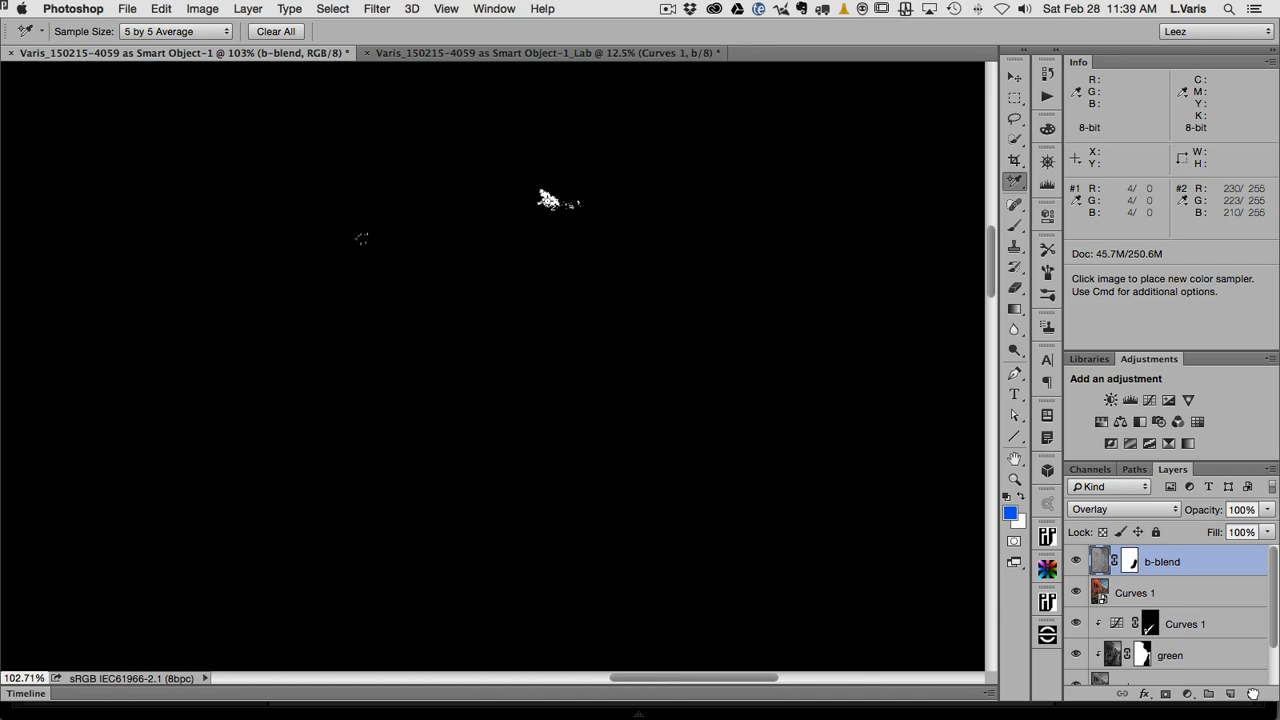 Photoshop File Edit Image Layer Type Select Filter 3D View Window Help Sat Feb 28 11:39 AM L.Varis
Sample Size: 5 by 5 Average Clear All Leez
× Varis_150215-4059 as Smart Object-1 @ 103% (b-blend, RGB/8) * × Varis_150215-4059 as Smart Object-1_Lab @ 12.5% (Curves 1, b/8) *
Info
R: C:
G: M:
B: Y:
K:
8-bit 8-bit
X: W:
Y: H:
#1 R: 4/ 0 #2 R: 230/ 255
G: 4/ 0 G: 223/ 255
B: 4/ 0 B: 210/ 255
Doc: 45.7M/250.6M
Click image to place new color sampler.
Use Cmd for additional options.
Libraries Adjustments
Add an adjustment
Channels Paths Layers
Kind
Overlay Opacity: 100%
Lock: Fill: 100%
b-blend
Curves 1
Curves 1
green
102.71% sRGB IEC61966-2.1 (8bpc)
Timeline